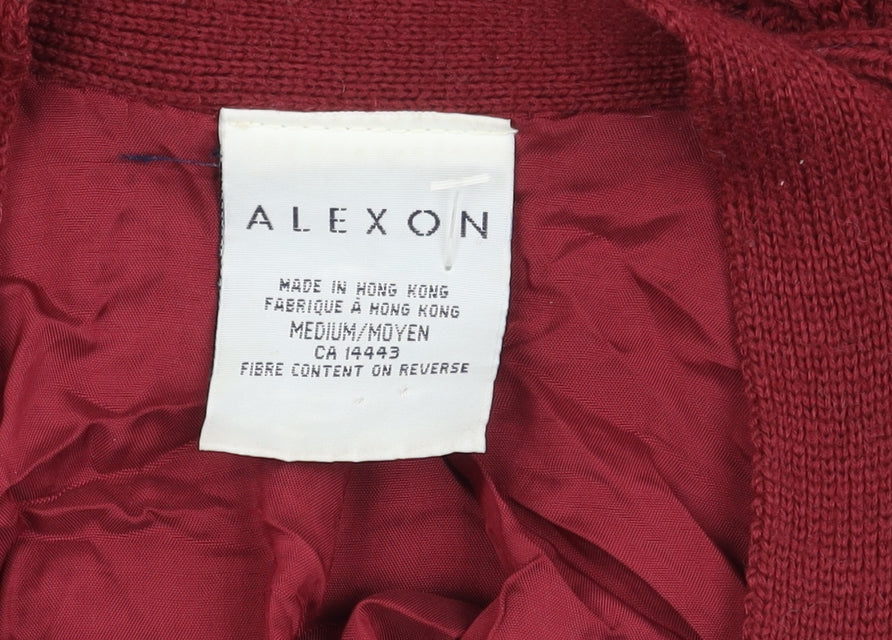 ALEXON
MADE IN HONG KONG
FABRIQUE À HONG KONG
MEDIUM/MOYEN
CA 14443
FIBRE CONTENT ON REVERSE